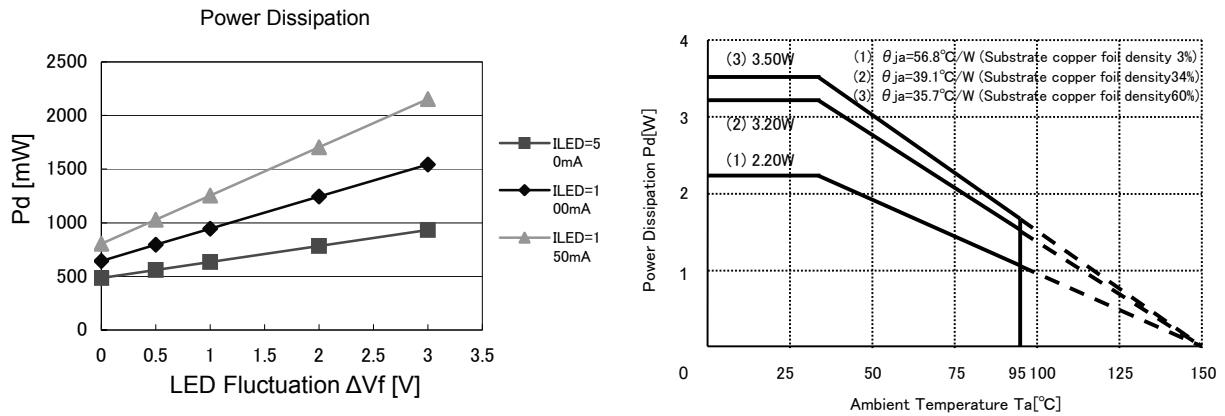 Power Dissipation
2500
2000
1500
1000
500
0
Pd [mW]
0 0.5 1 2 3 3.5
LED Fluctuation ΔVf [V]
ILED=5
0mA
ILED=1
00mA
ILED=1
50mA
4
3
2
1
0
Power Dissipation Pd[W]
(3) 3.50W
(2) 3.20W
(1) 2.20W
(1) θja=56.8℃/W (Substrate copper foil density 3%)
(2) θja=39.1℃/W (Substrate copper foil density34%)
(3) θja=35.7℃/W (Substrate copper foil density60%)
25 50 75 95 100 125 150
Ambient Temperature Ta[℃]